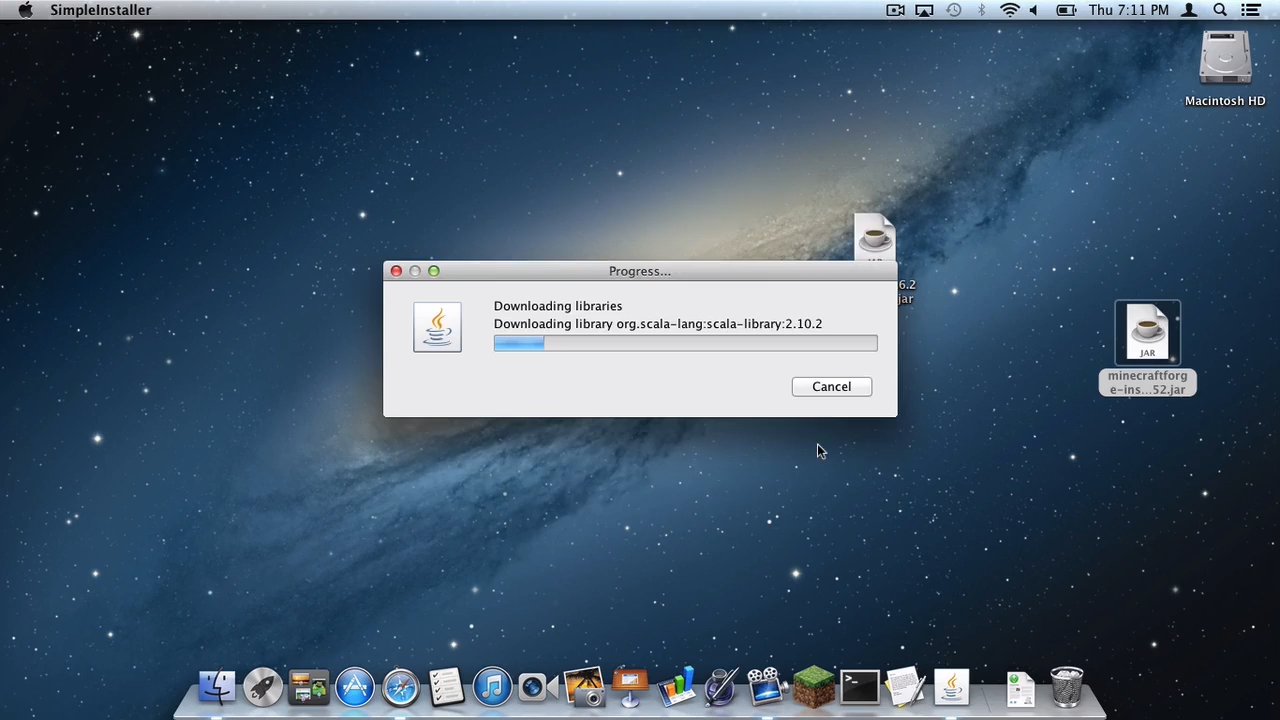 SimpleInstaller
Thu 7:11 PM
Macintosh HD
6.2
jar
Progress...
Downloading libraries
Downloading library org.scala-lang:scala-library:2.10.2
Cancel
JAR
minecraftforg
e-ins...52.jar